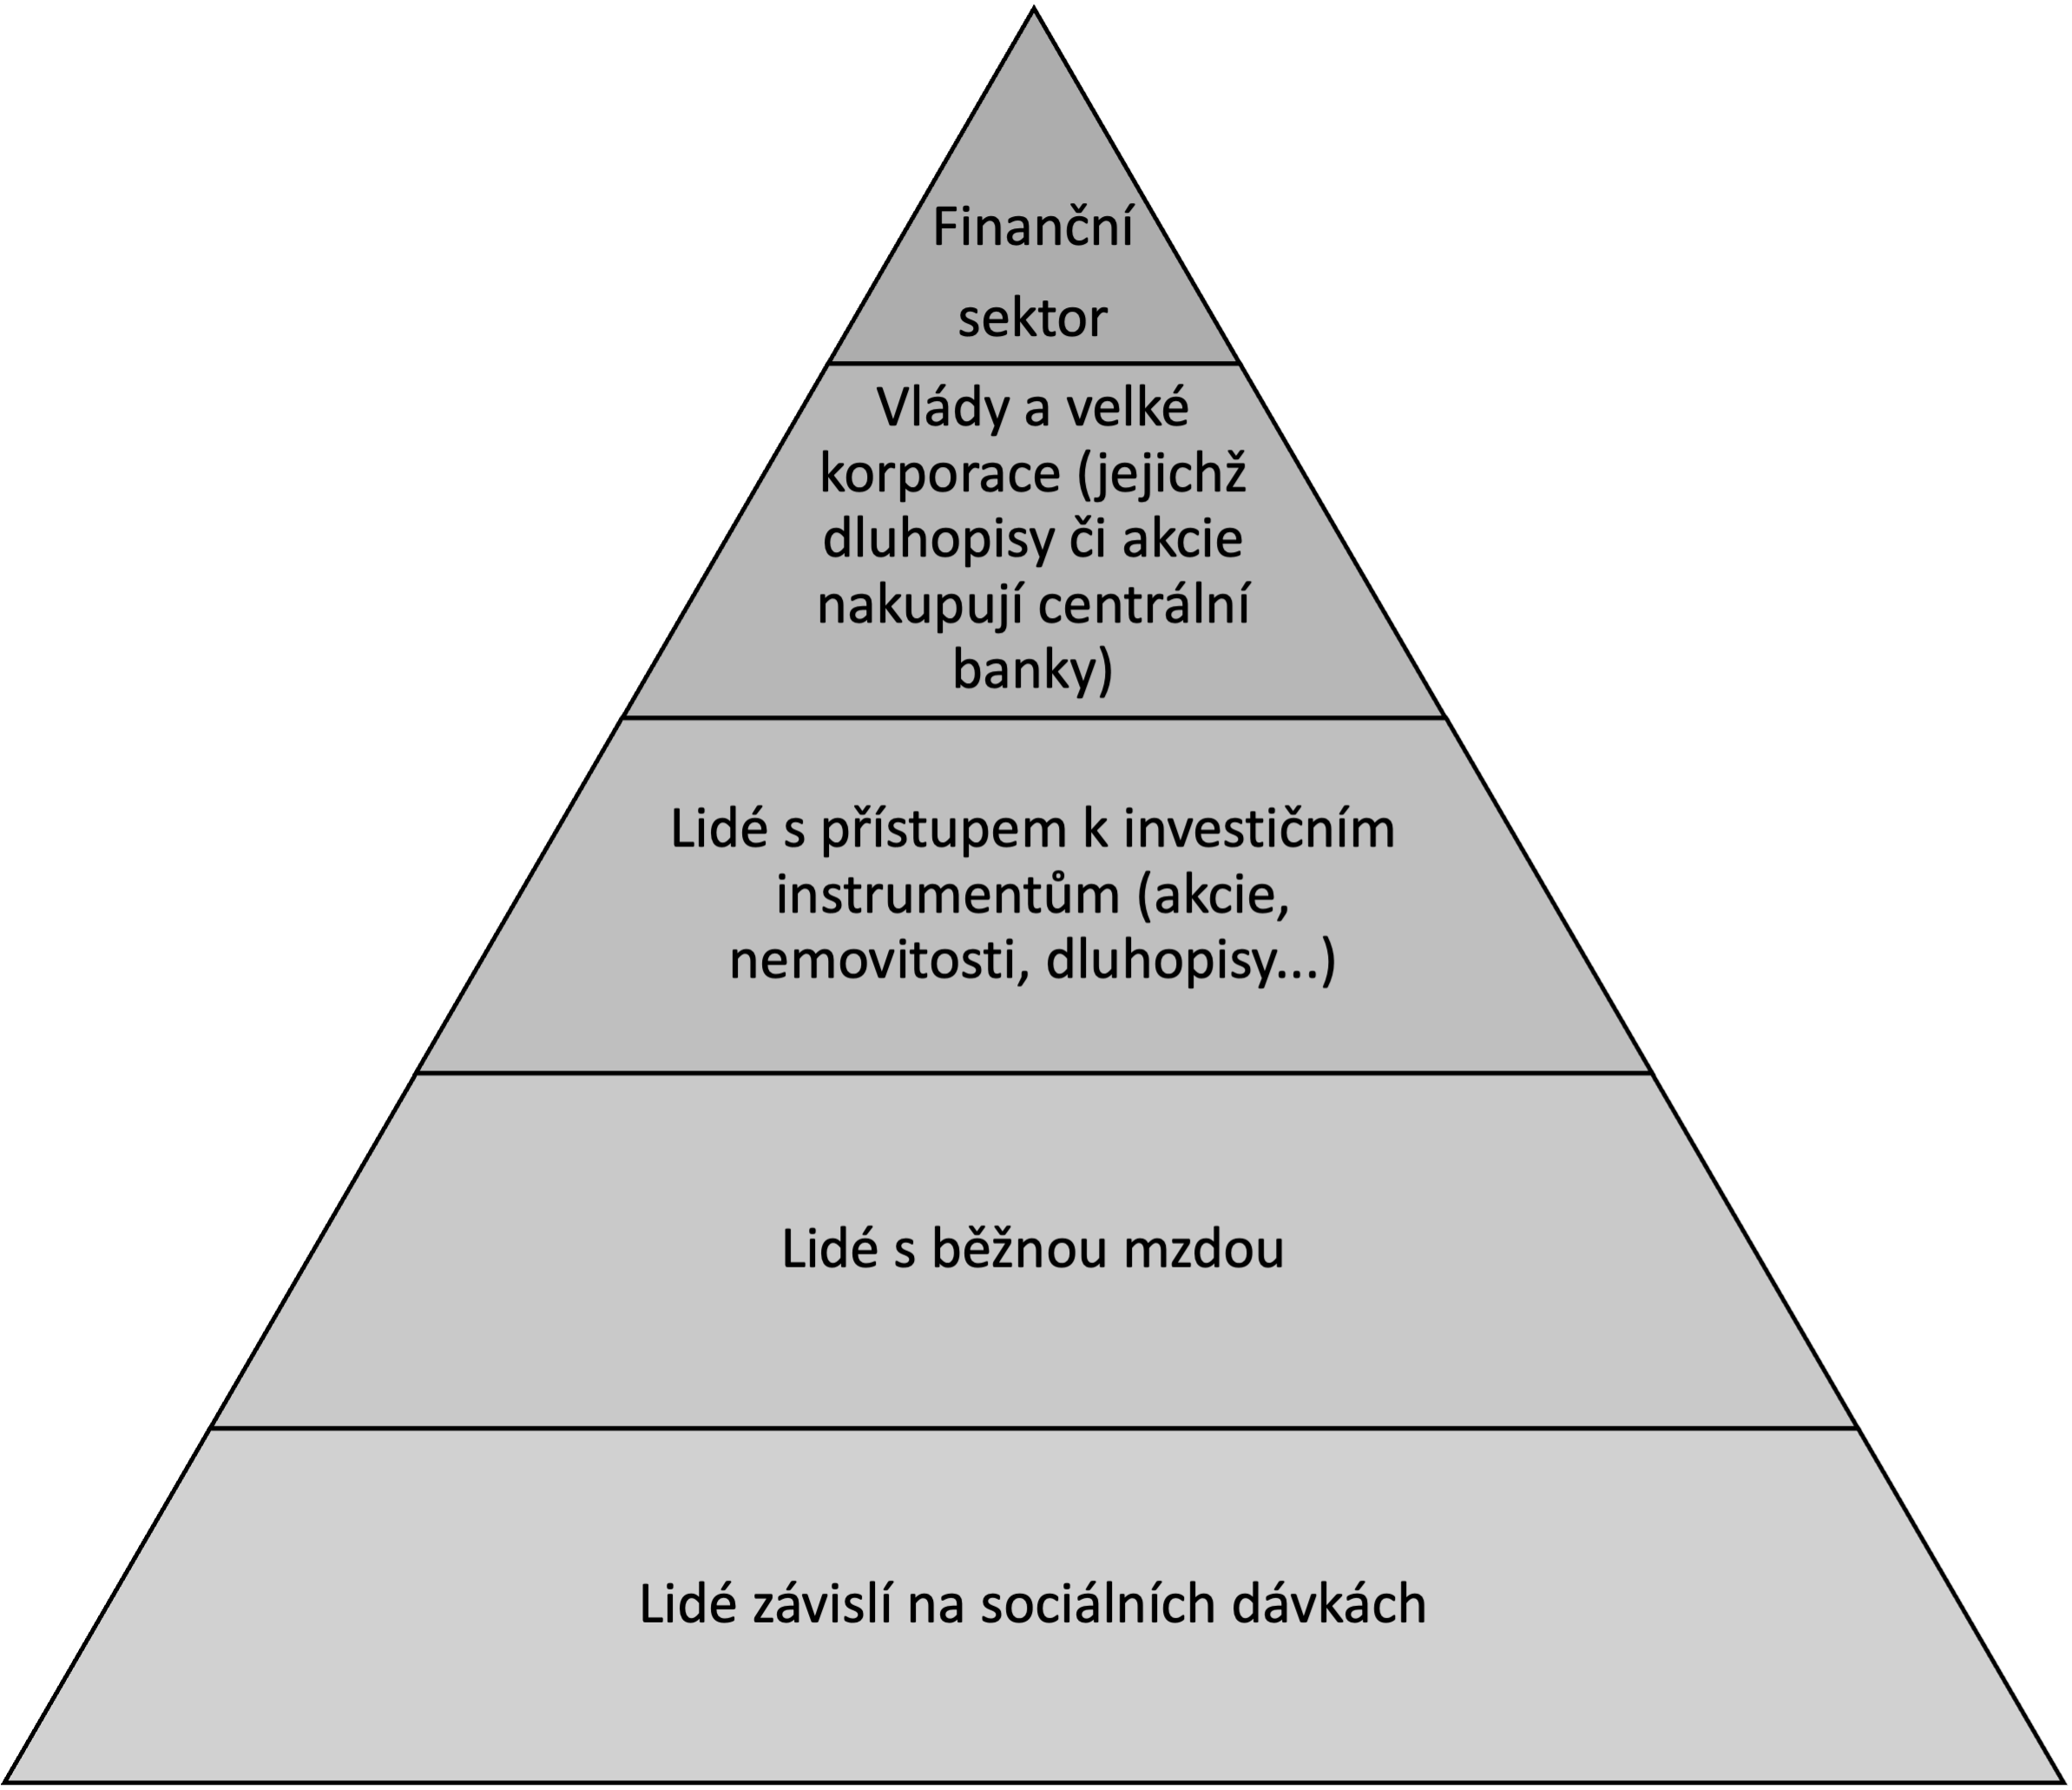 Finanční
sektor
Vlády a velké
korporace (jejichž
dluhopisy či akcie
nakupují centrální
banky)
Lidé s přístupem k investičním
instrumentům (akcie,
nemovitosti, dluhopisy...)
Lidé s běžnou mzdou
Lidé závislí na sociálních dávkách